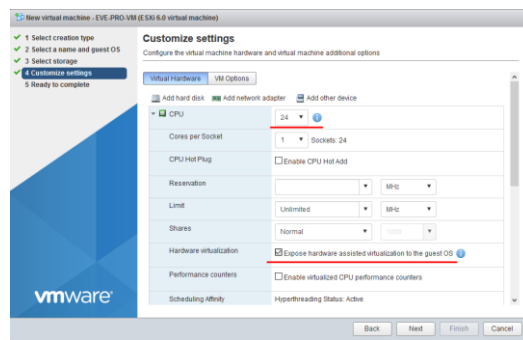 New virtual machine - EVE-PRO-VM (ESXi 6.0 virtual machine)
1 Select creation type
2 Select a name and guest OS
3 Select storage
4 Customize settings
5 Ready to complete
Customize settings
Configure the virtual machine hardware and virtual machine additional options
Virtual Hardware VM Options
Add hard disk Add network adapter Add other device
CPU 24
Cores per Socket 1 Sockets: 24
CPU Hot Plug Enable CPU Hot Add
Reservation MHz
Limit Unlimited MHz
Shares Normal
Hardware virtualization Expose hardware assisted virtualization to the guest OS
Performance counters Enable virtualized CPU performance counters
Scheduling Affinity Hyperthreading Status: Active
vmware
Back Next Finish Cancel